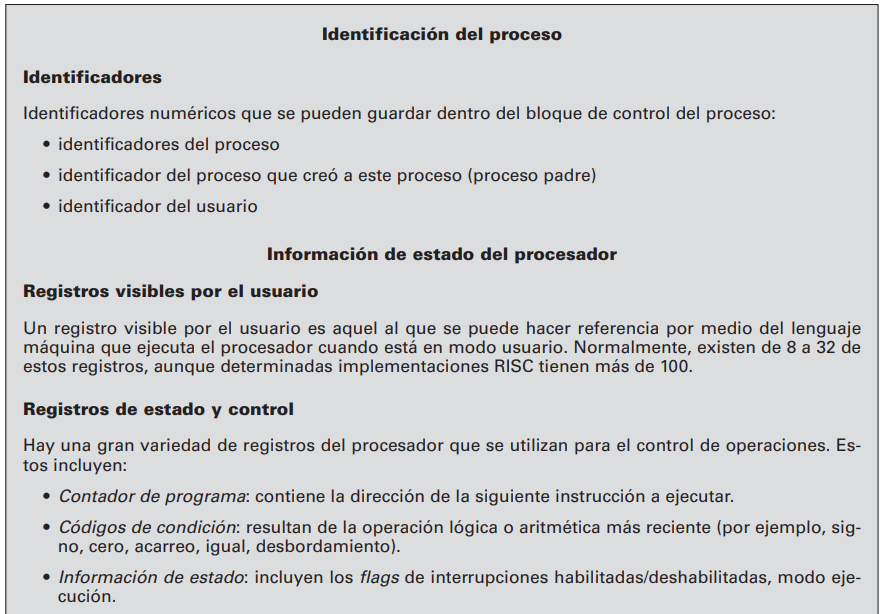 Identificación del proceso
Identificadores
Identificadores numéricos que se pueden guardar dentro del bloque de control del proceso:
• identificadores del proceso
• identificador del proceso que creó a este proceso (proceso padre)
• identificador del usuario
Información de estado del procesador
Registros visibles por el usuario
Un registro visible por el usuario es aquel al que se puede hacer referencia por medio del lenguaje
máquina que ejecuta el procesador cuando está en modo usuario. Normalmente, existen de 8 a 32 de
estos registros, aunque determinadas implementaciones RISC tienen más de 100.
Registros de estado y control
Hay una gran variedad de registros del procesador que se utilizan para el control de operaciones. Es-
tos incluyen:
• Contador de programa: contiene la dirección de la siguiente instrucción a ejecutar.
• Códigos de condición: resultan de la operación lógica o aritmética más reciente (por ejemplo, sig-
no, cero, acarreo, igual, desbordamiento).
• Información de estado: incluyen los flags de interrupciones habilitadas/deshabilitadas, modo eje-
cución.